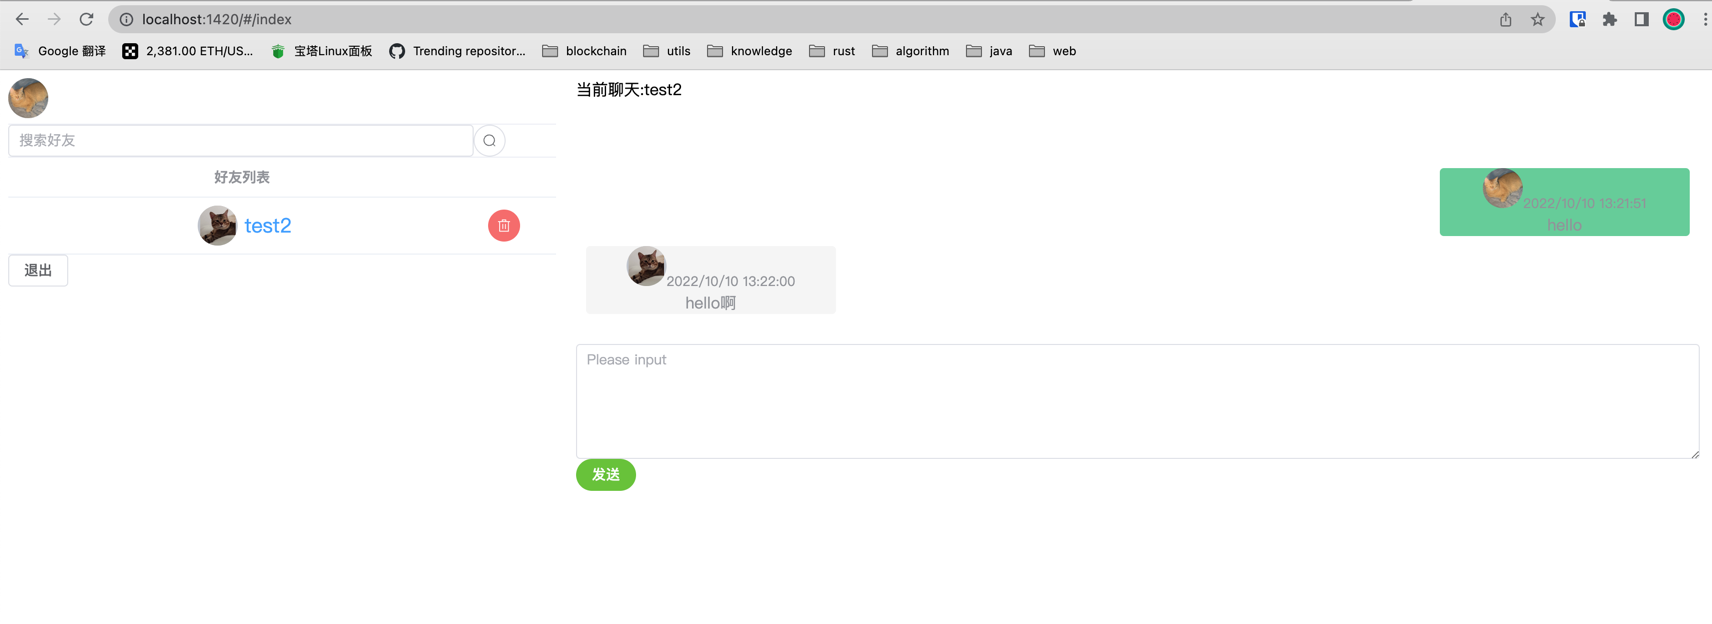 localhost:1420/#/index
Google 翻译
2,381.00 ETH/US...
宝塔Linux面板
Trending repositor...
blockchain
utils
knowledge
rust
algorithm
java
web
当前聊天:test2
搜索好友
好友列表
test2
退出
2022/10/10 13:21:51
hello
2022/10/10 13:22:00
hello啊
Please input
发送